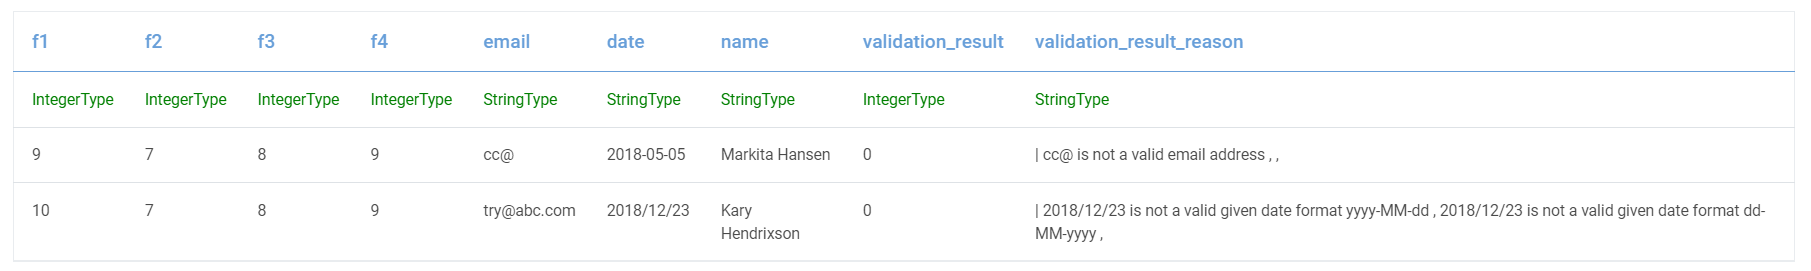 f1 f2 f3 f4 email date name validation_result validation_result_reason
IntegerType IntegerType IntegerType IntegerType StringType StringType StringType IntegerType StringType
9 7 8 9 cc@ 2018-05-05 Markita Hansen 0 | cc@ is not a valid email address , ,
10 7 8 9 try@abc.com 2018/12/23 Kary 0 | 2018/12/23 is not a valid given date format yyyy-MM-dd , 2018/12/23 is not a valid given date format dd-
Hendrixson MM-yyyy ,